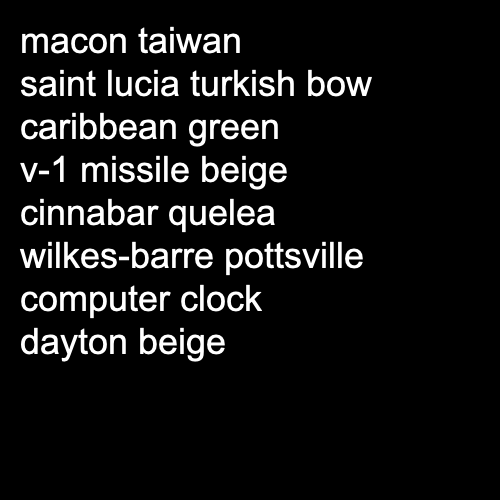 macon taiwan
saint lucia turkish bow
caribbean green
v-1 missile beige
cinnabar quelea
wilkes-barre pottsville
computer clock
dayton beige